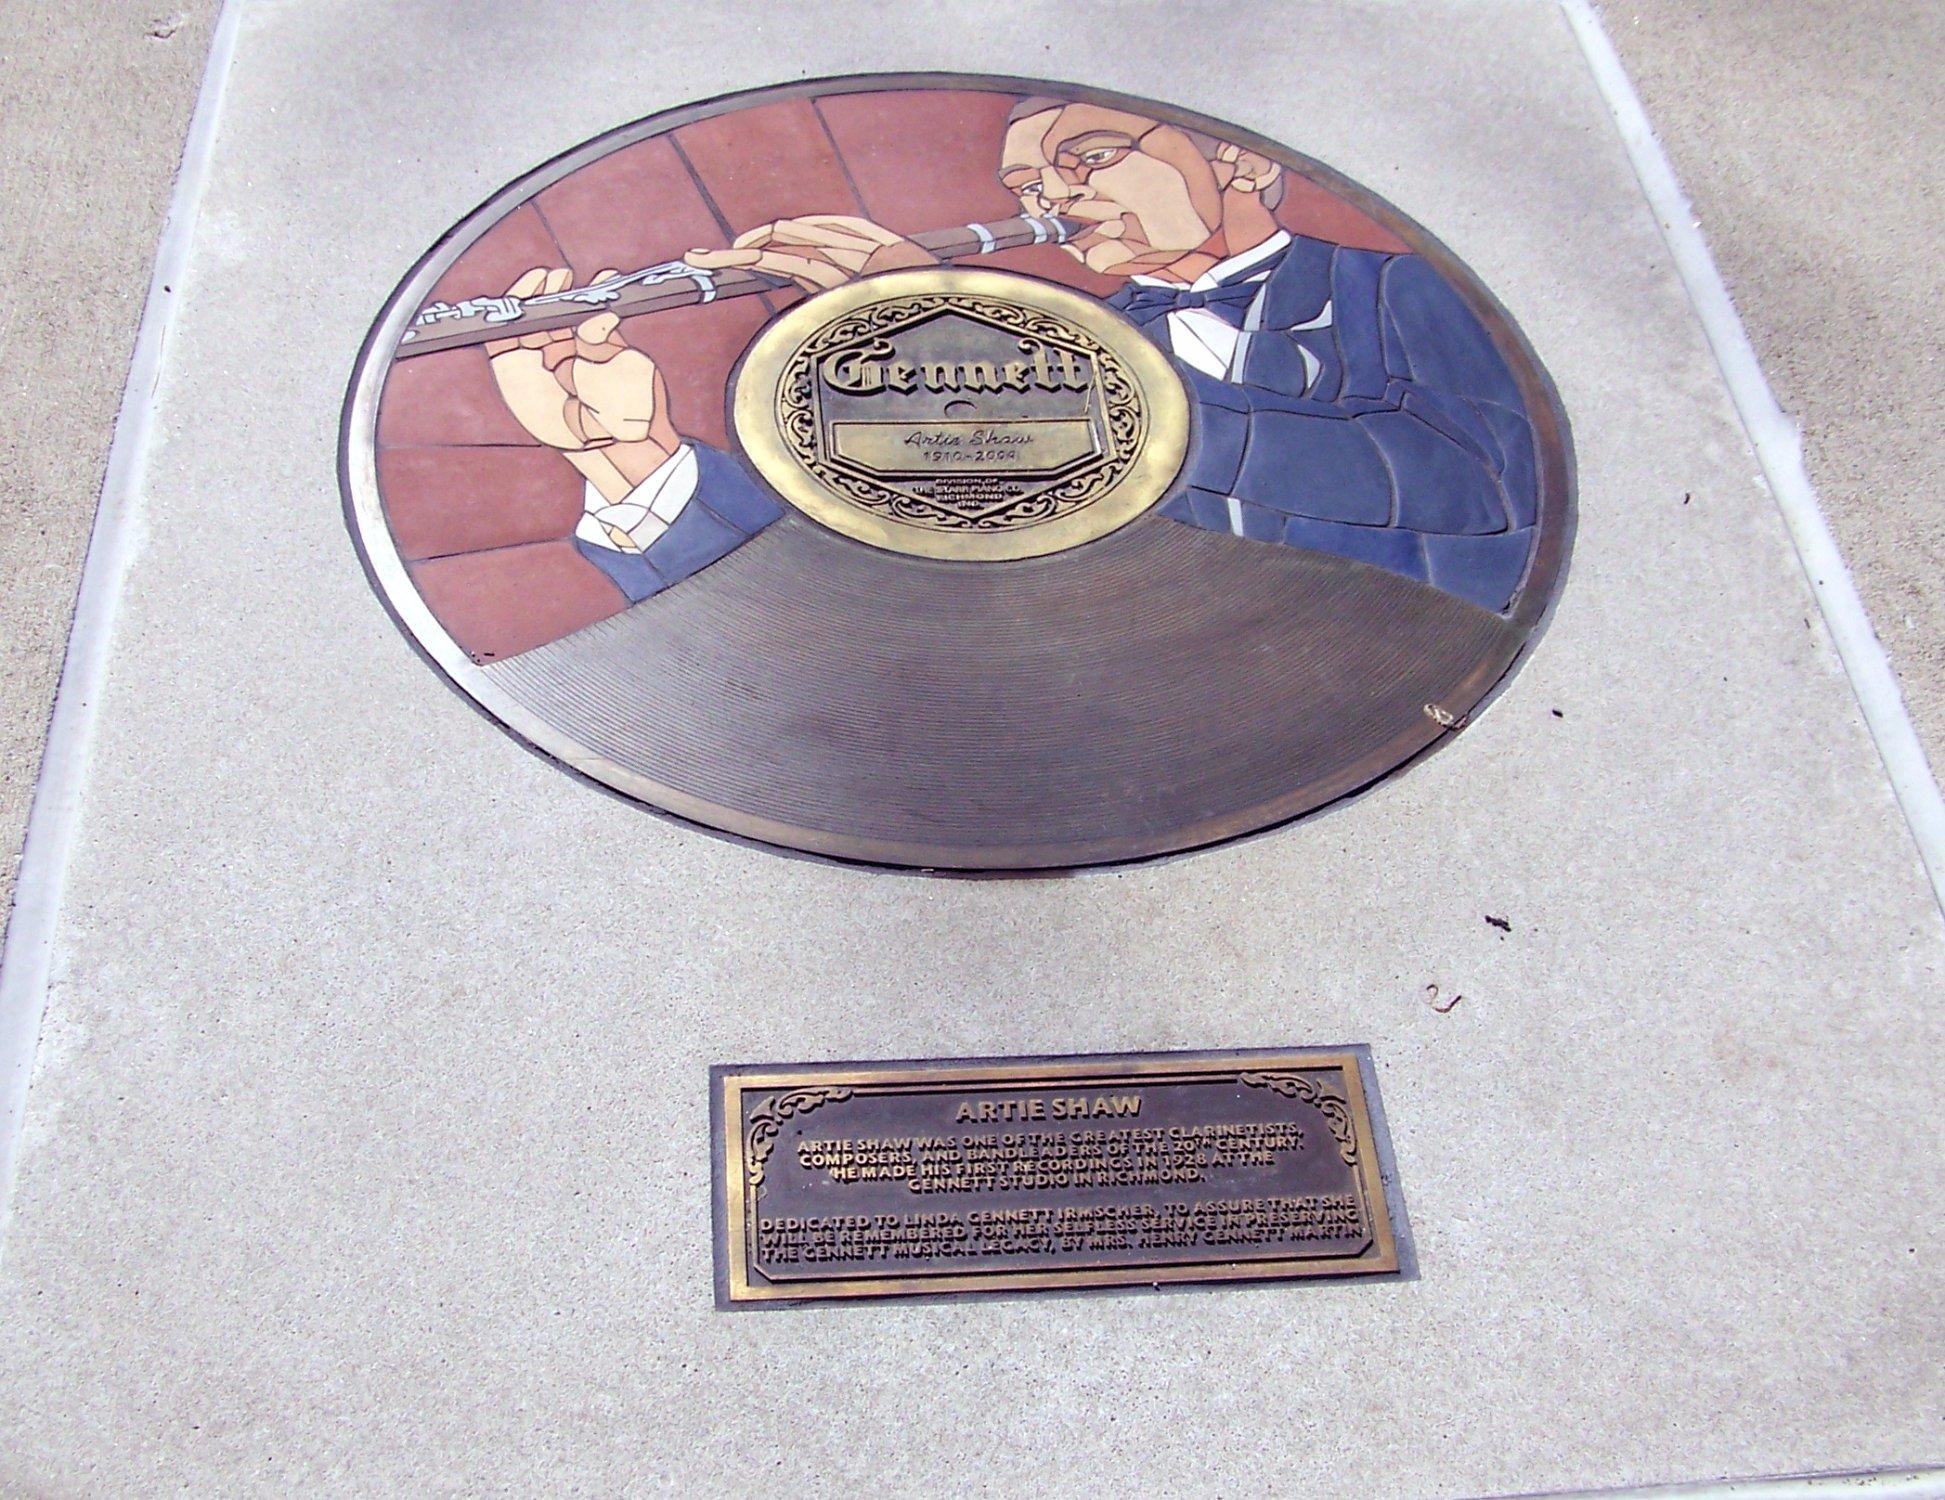 Gennett
Artie Shaw
1910-2004
DIVISION OF
THE STARR PIANO CO.
RICHMOND
IND.
ARTIE SHAW
ARTIE SHAW WAS ONE OF THE GREATEST CLARINETISTS,
COMPOSERS, AND BANDLEADERS OF THE 20TH CENTURY.
HE MADE HIS FIRST RECORDINGS IN 1928 AT THE
GENNETT STUDIO IN RICHMOND.
DEDICATED TO LINDA GENNETT IRMSCHER, TO ASSURE THAT SHE
WILL BE REMEMBERED FOR HER SELFLESS SERVICE IN PRESERVING
THE GENNETT MUSICAL LEGACY, BY MRS. HENRY GENNETT MARTIN